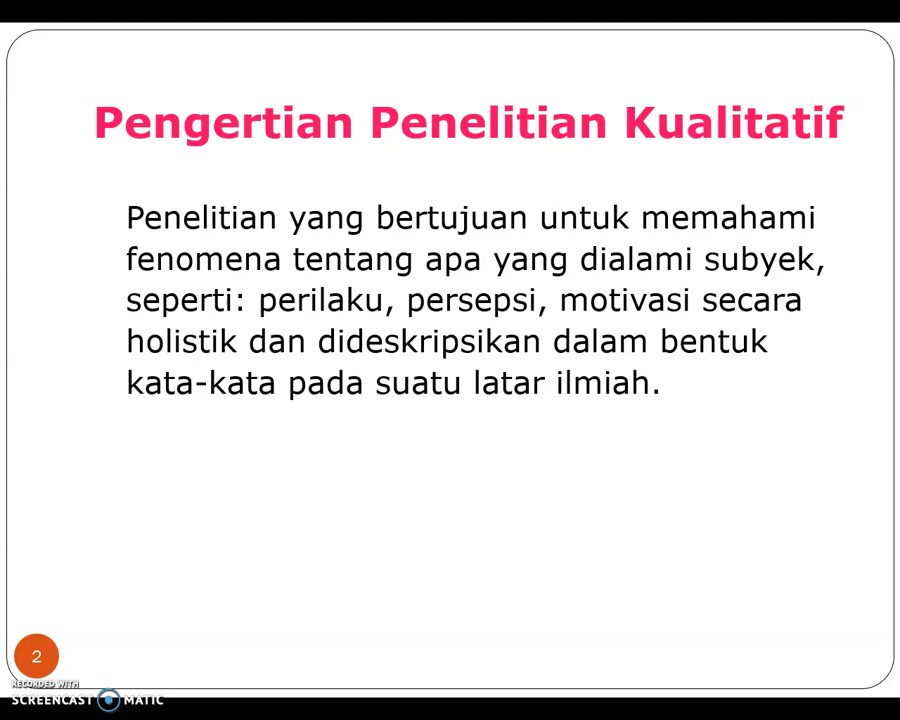 Pengertian Penelitian Kualitatif
Penelitian yang bertujuan untuk memahami
fenomena tentang apa yang dialami subyek,
seperti: perilaku, persepsi, motivasi secara
holistik dan dideskripsikan dalam bentuk
kata-kata pada suatu latar ilmiah.
2
RECORDED WITH
SCREENCAST MATIC